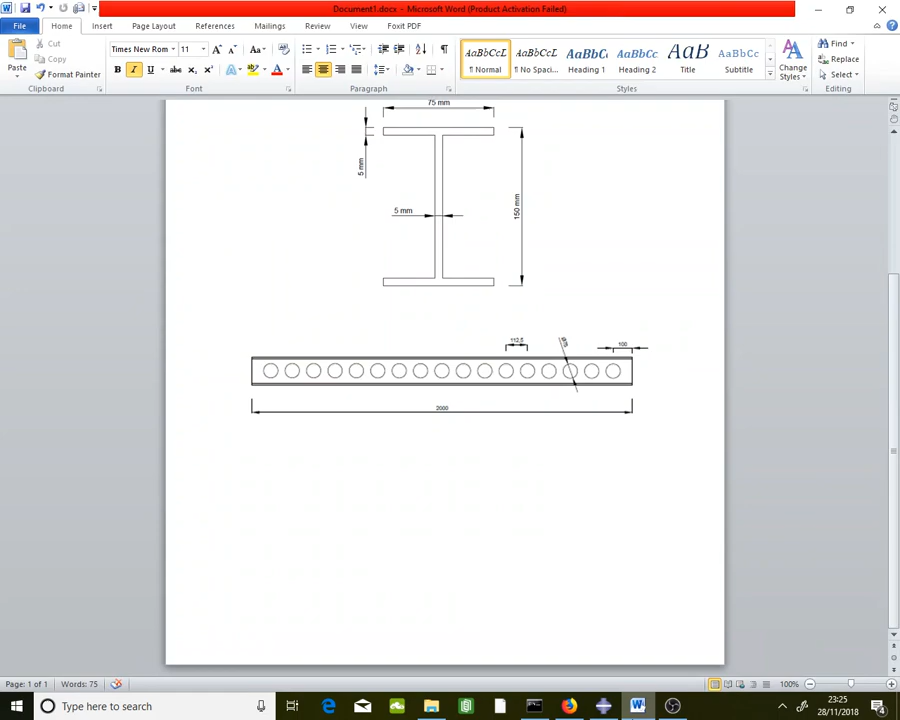 Document1.docx - Microsoft Word (Product Activation Failed)
File Home Insert Page Layout References Mailings Review View Foxit PDF
Paste Cut Copy Format Painter Clipboard
Times New Rom 11 Font
Paragraph
AaBbCcL ¶ Normal AaBbCcL ¶ No Spaci... AaBbCc Heading 1 AaBbCc Heading 2 AaB Title AaBbCc Subtitle Change Styles Styles
Find Replace Select Editing
75 mm
5 mm
150 mm
5 mm
112,5
100
2000
Page: 1 of 1 Words: 75 100%
Type here to search
23:25
28/11/2018
4